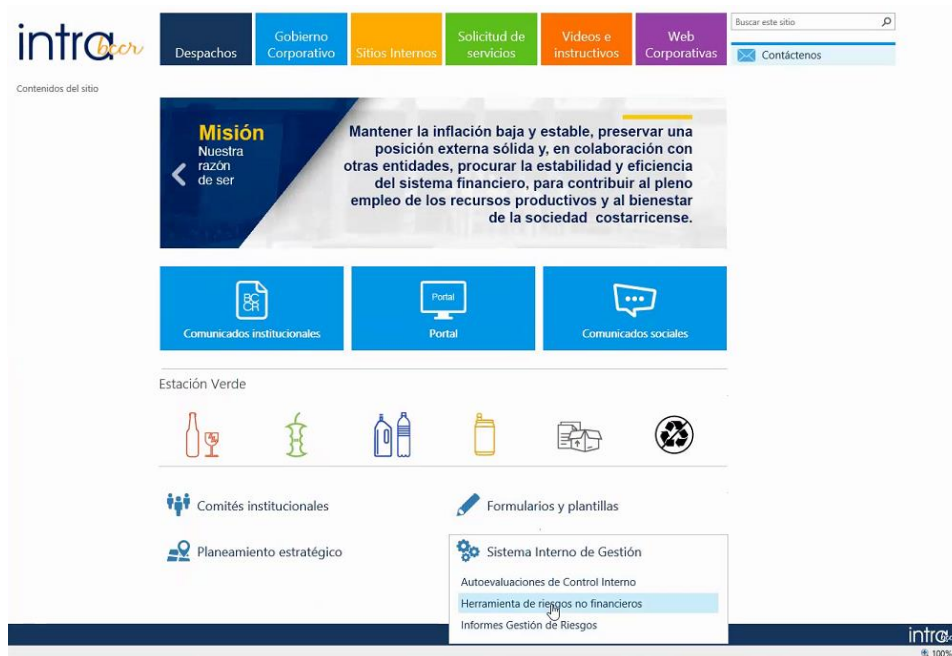 intra
bccr
Despachos
Gobierno
Corporativo
Sitios Internos
Solicitud de
servicios
Videos e
instructivos
Web
Corporativas
Buscar este sitio
Contáctenos
Contenidos del sitio
Misión
Nuestra
razón
de ser
Mantener la inflación baja y estable, preservar una
posición externa sólida y, en colaboración con
otras entidades, procurar la estabilidad y eficiencia
del sistema financiero, para contribuir al pleno
empleo de los recursos productivos y al bienestar
de la sociedad costarricense.
BC
CR
Comunicados institucionales
Portal
Portal
Comunicados sociales
Estación Verde
Comités institucionales
Formularios y plantillas
Planeamiento estratégico
Sistema Interno de Gestión
Autoevaluaciones de Control Interno
Herramienta de riesgos no financieros
Informes Gestión de Riesgos
intra
100%